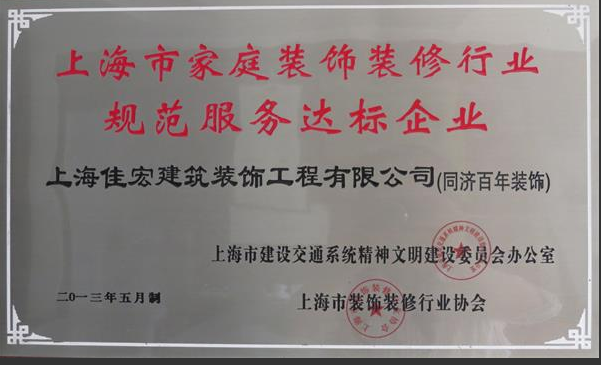 上海市家庭装饰装修行业
规范服务达标企业
上海佳宏建筑装饰工程有限公司(同济百年装饰)
上海市建设交通系统精神文明建设委员会办公室
二〇一三年五月制
上海市装饰装修行业协会